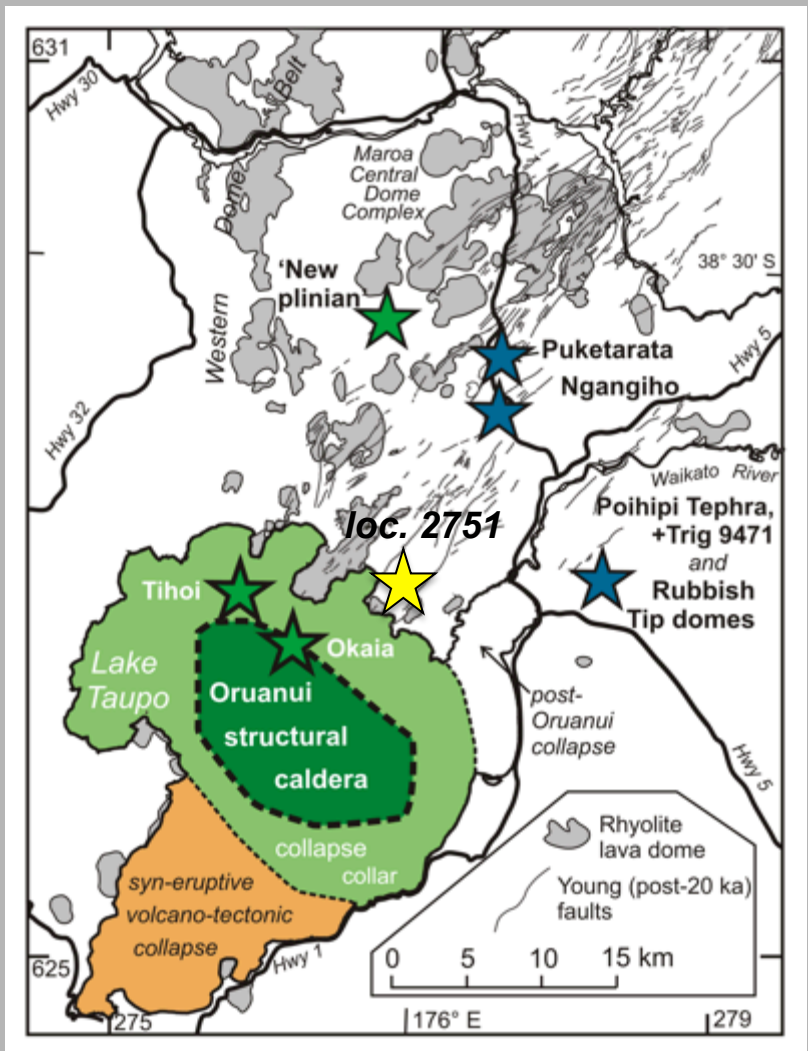 631
Hwy 30
Belt
Dome
Western
Maroa
Central
Dome
Complex
Hwy 1
38° 30' S
'New
plinian
Puketarata
Ngangiho
Hwy 5
Hwy 32
Waikato River
loc. 2751
Poihipi Tephra,
+Trig 9471
and
Rubbish
Tip domes
Tihoi
Okaia
Lake
Taupo
Oruanui
structural
caldera
post-
Oruanui
collapse
Hwy 5
collapse
collar
syn-eruptive
volcano-tectonic
collapse
Hwy 1
Rhyolite
lava dome
Young (post-20 ka)
faults
0 5 10 15 km
625
275
176° E
279